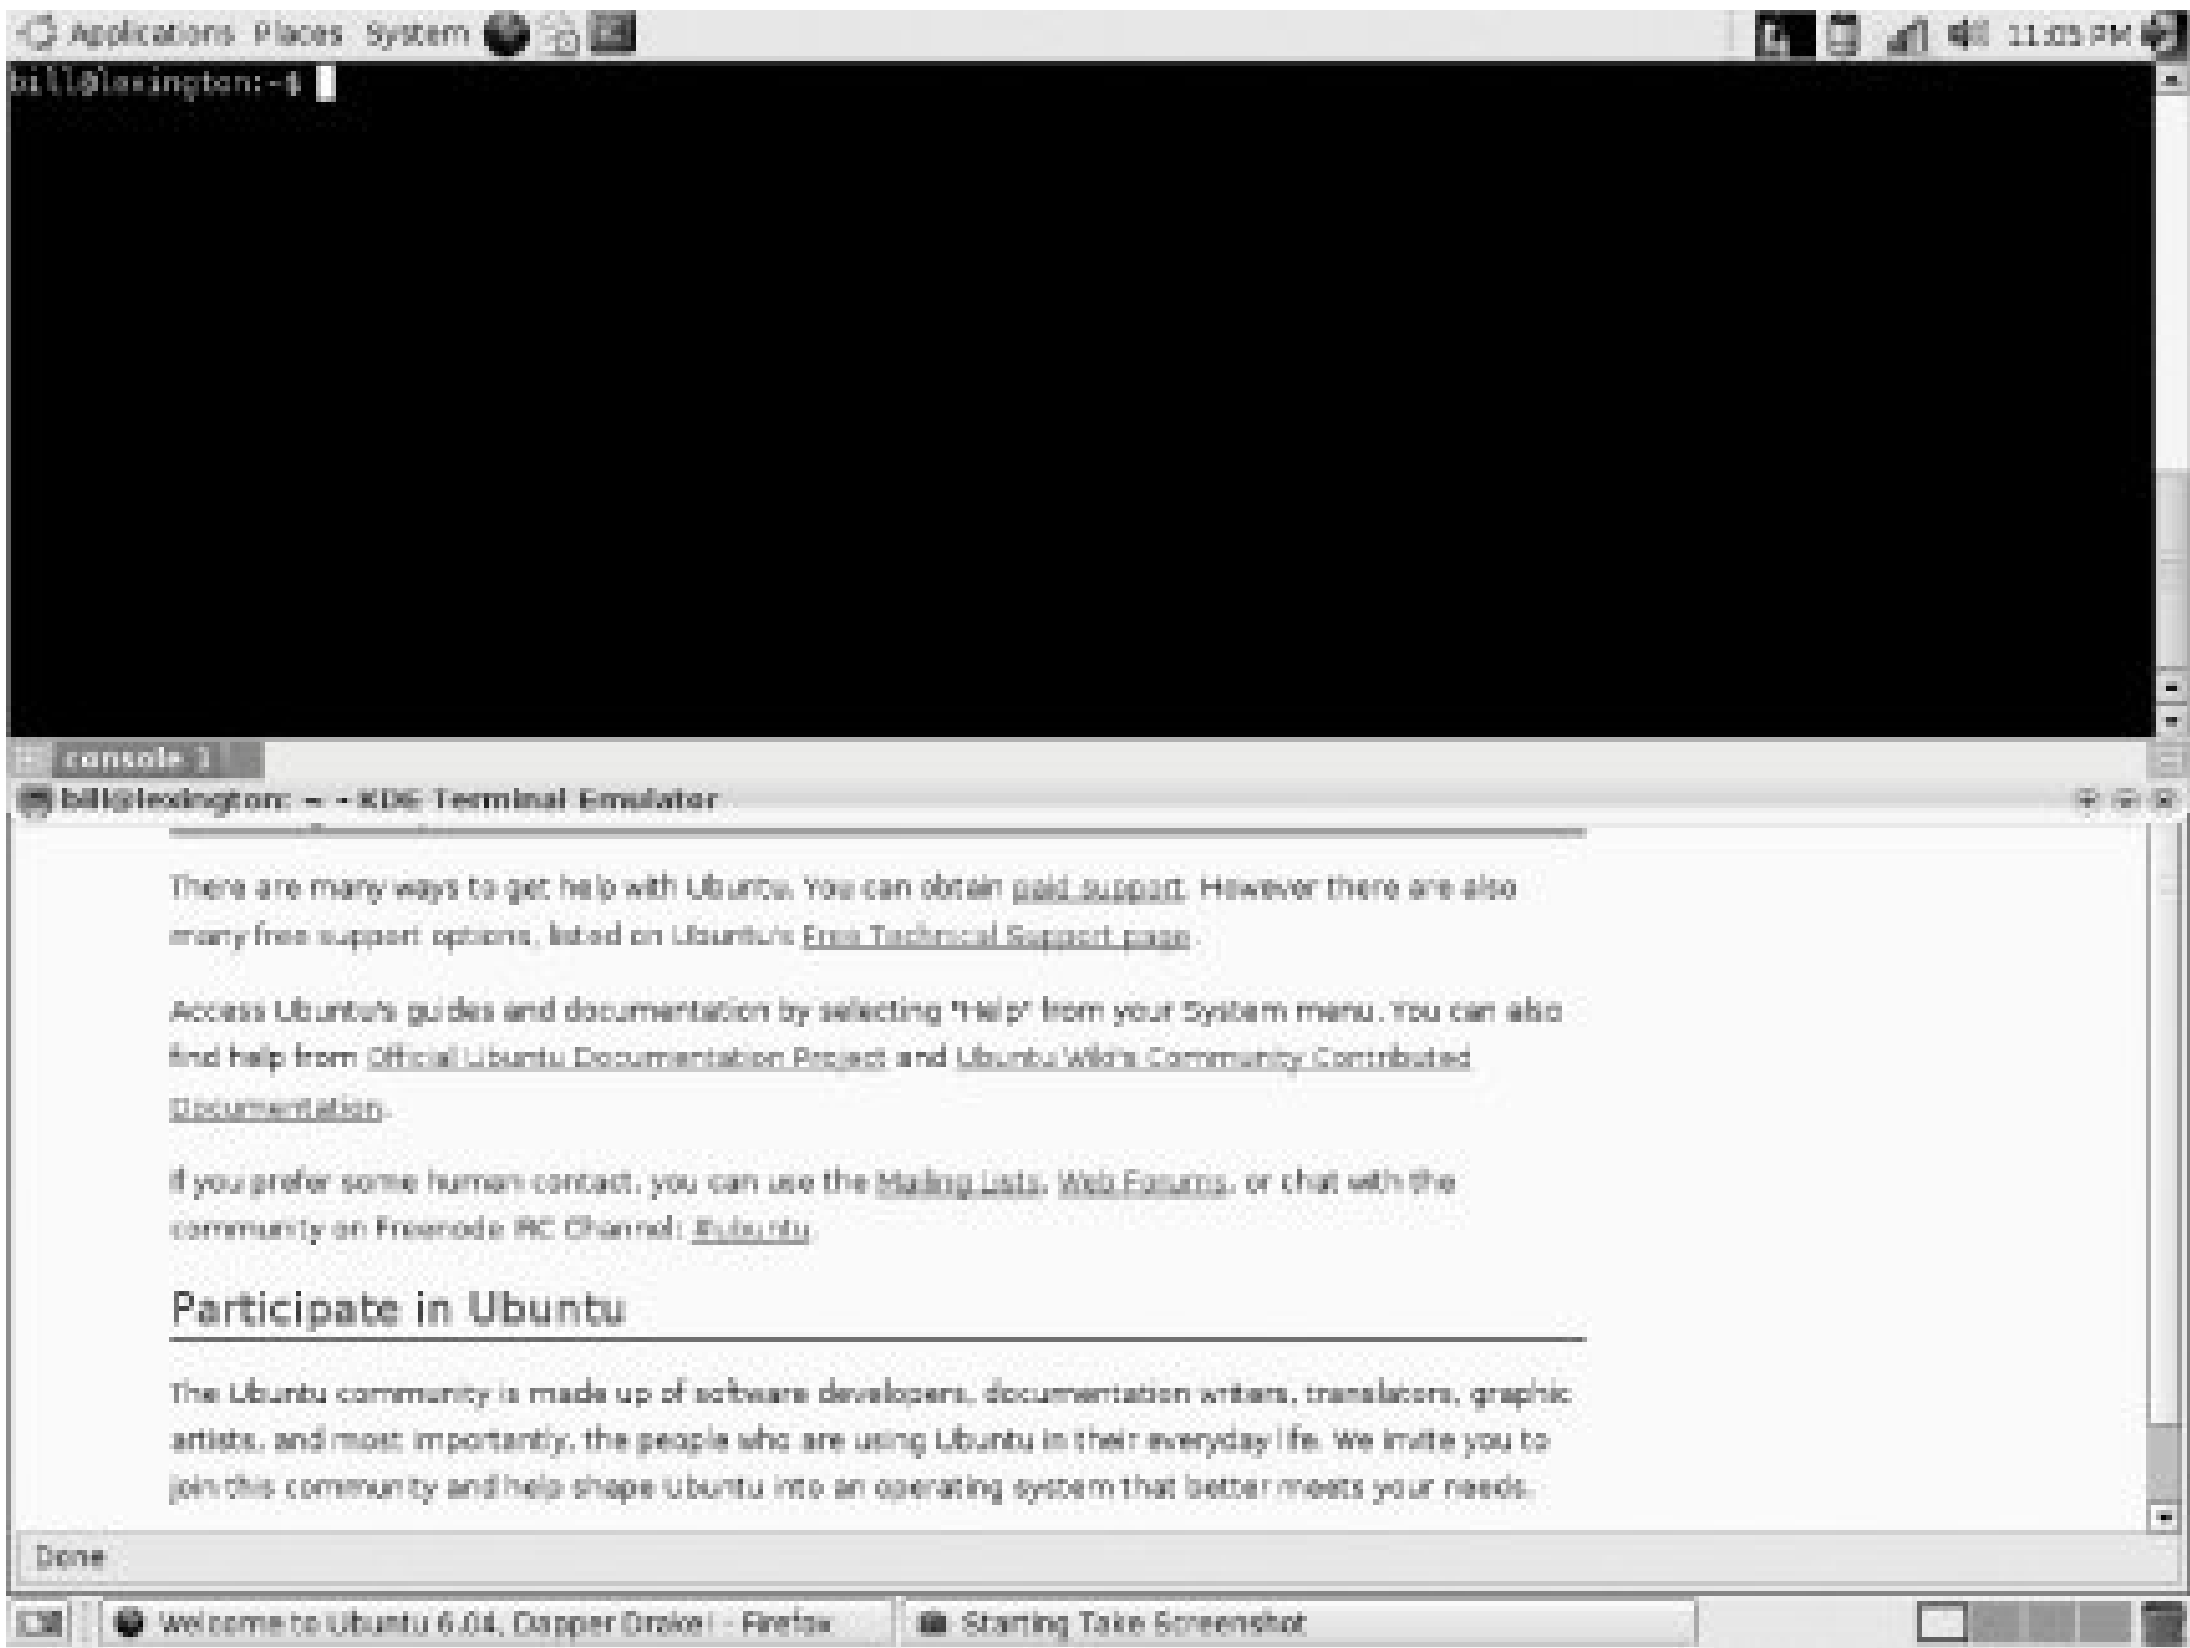 Applications Places System 11:05 PM
bill@lexington:~$
console 1
bill@lexington: ~ - KDE Terminal Emulator
There are many ways to get help with Ubuntu. You can obtain paid support. However there are also
many free support options, listed on Ubuntu's Free Technical Support page.
Access Ubuntu's guides and documentation by selecting "Help" from your System menu. You can also
find help from Official Ubuntu Documentation Project and Ubuntu Wiki's Community Contributed
Documentation.
If you prefer some human contact, you can use the Mailing Lists, Web Forums, or chat with the
community on Freenode IRC Channel: #ubuntu
Participate in Ubuntu
The Ubuntu community is made up of software developers, documentation writers, translators, graphic
artists, and most importantly, the people who are using Ubuntu in their everyday life. We invite you to
join this community and help shape Ubuntu into an operating system that better meets your needs.
Done
Welcome to Ubuntu 6.04, Dapper Drake! - Firefox
Starting Take Screenshot